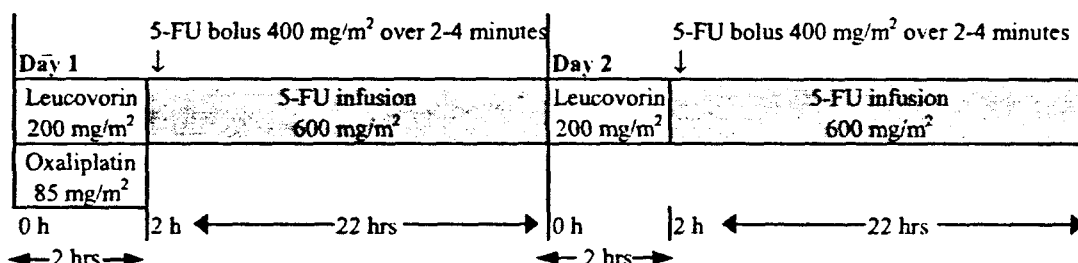 5-FU bolus 400 mg/m² over 2-4 minutes 5-FU bolus 400 mg/m² over 2-4 minutes
Day 1 ↓ Day 2 ↓
Leucovorin 5-FU infusion Leucovorin 5-FU infusion
200 mg/m² 600 mg/m² 200 mg/m² 600 mg/m²
Oxaliplatin
85 mg/m²
0 h 2 h 22 hrs 0 h 2 h 22 hrs
2 hrs 2 hrs